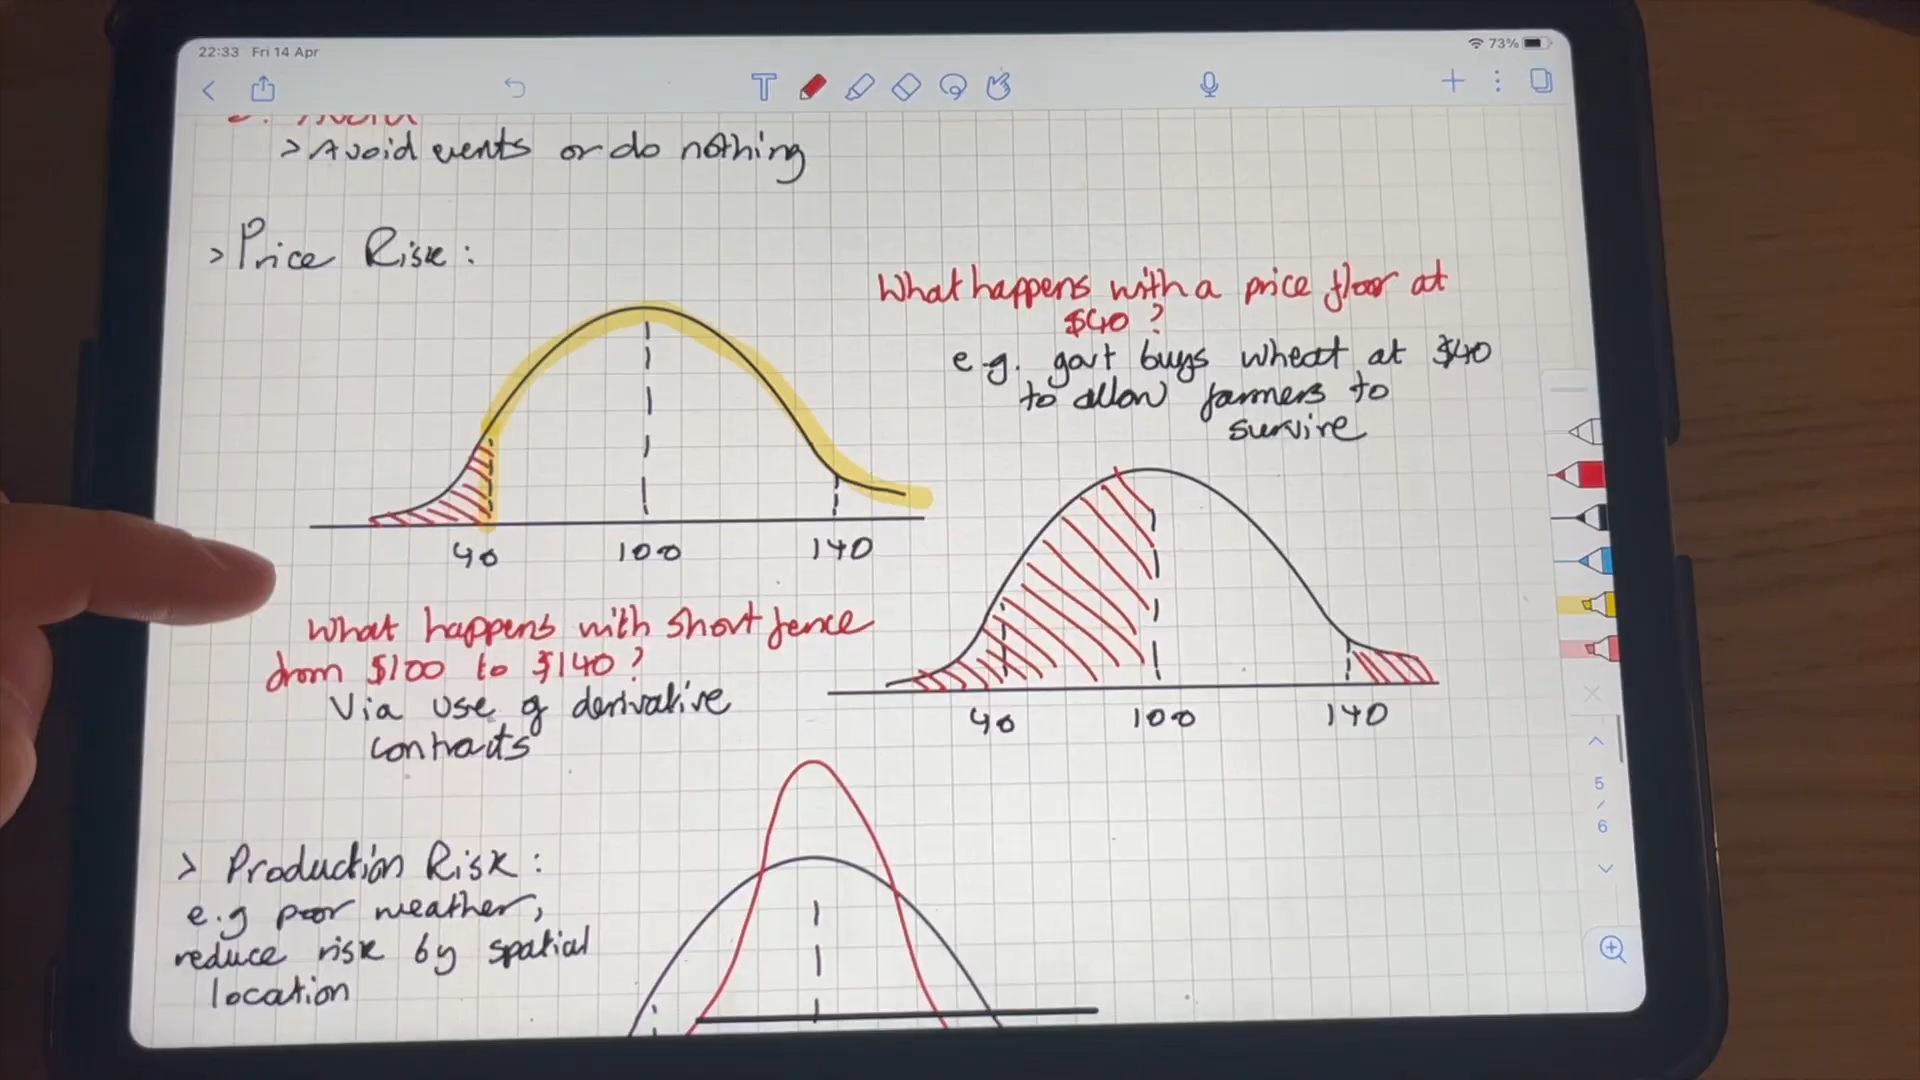 22:33 Fri 14 Apr
73%
> Avoid events or do nothing
> Price Risk:
What happens with a price floor at
$40?
e.g. govt buys wheat at $40
to allow farmers to
survive
40 100 140
What happens with short fence
from $100 to $140?
Via use of derivative
contracts
40 100 140
> Production Risk:
e.g poor weather,
reduce risk by spatial
location
5
/
6